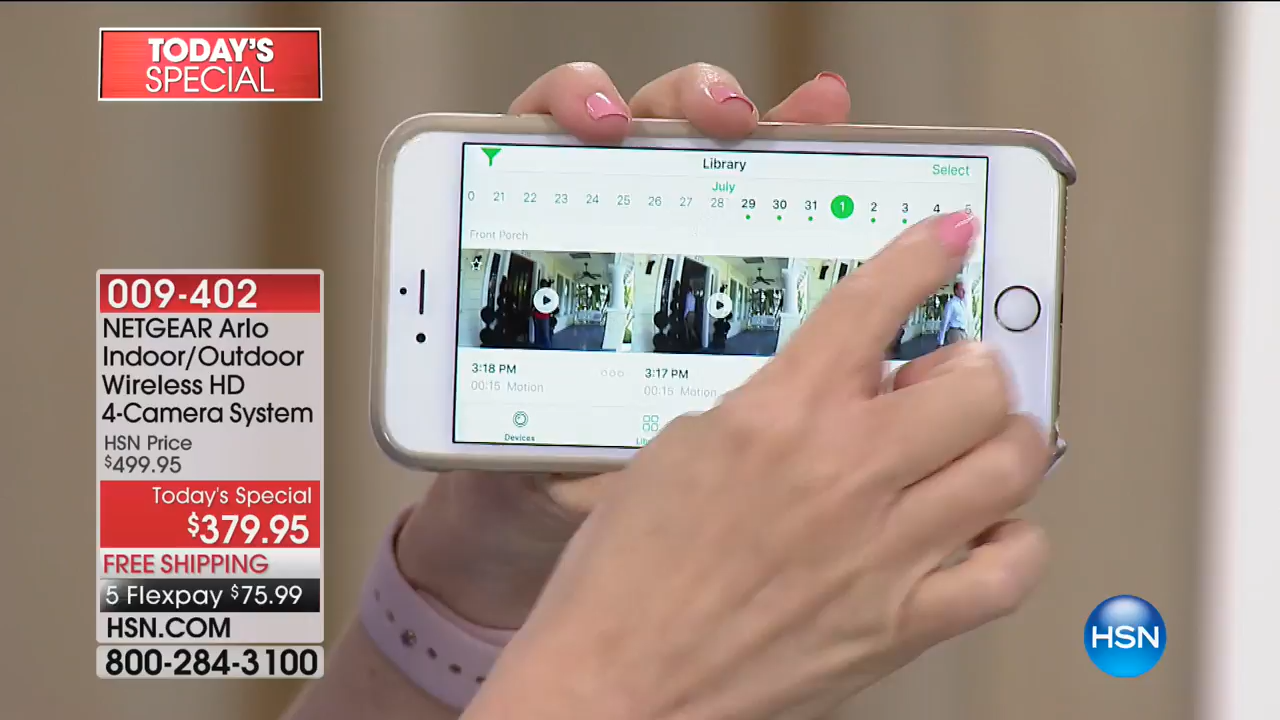 TODAY'S
SPECIAL
009-402
NETGEAR Arlo
Indoor/Outdoor
Wireless HD
4-Camera System
HSN Price
$499.95
Today's Special
$379.95
FREE SHIPPING
5 Flexpay $75.99
HSN.COM
800-284-3100
Library
Select
July
0 21 22 23 24 25 26 27 28 29 30 31 1 2 3 4 5
Front Porch
3:18 PM
3:17 PM
00:15 Motion
00:15 Motion
Devices
HSN